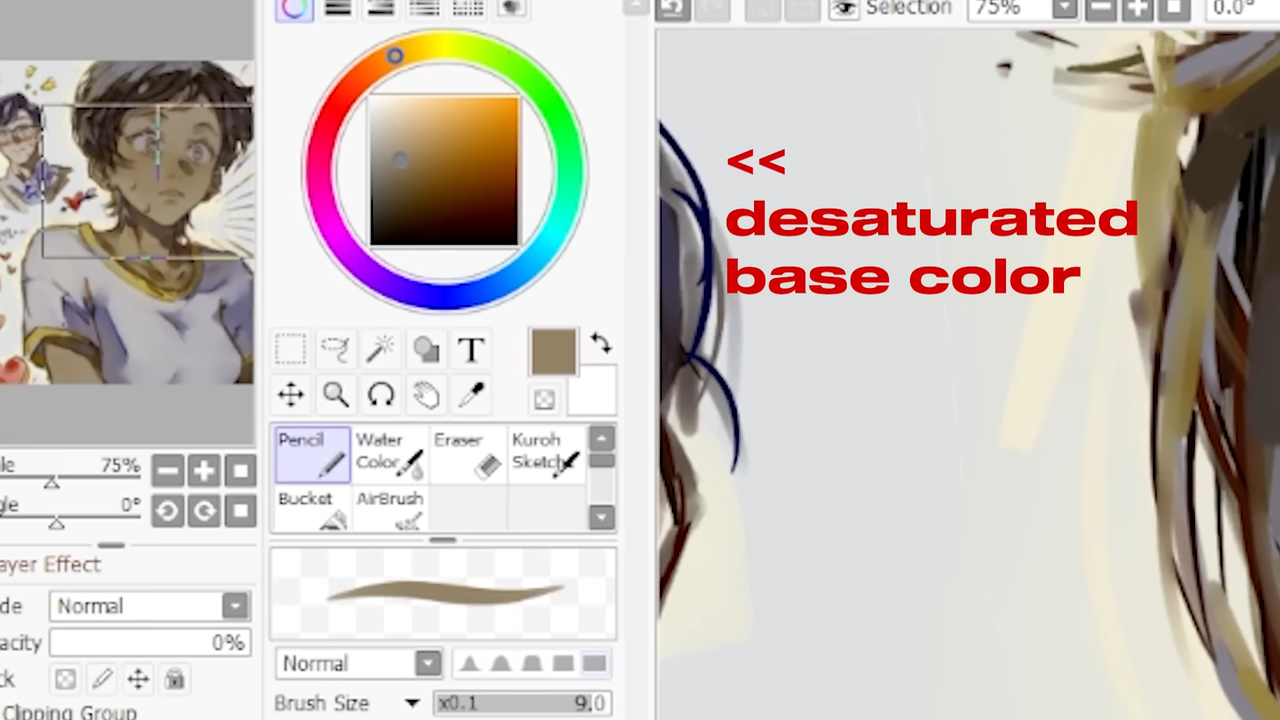 Selection
75%
0.0°
<<
desaturated
base color
T
Pencil
Water
Color
Eraser
Kuroh
Sketch
Bucket
AirBrush
le
75%
gle
0°
ayer Effect
de
Normal
acity
0%
ck
Clipping Group
Normal
Brush Size
x0.1
9.0